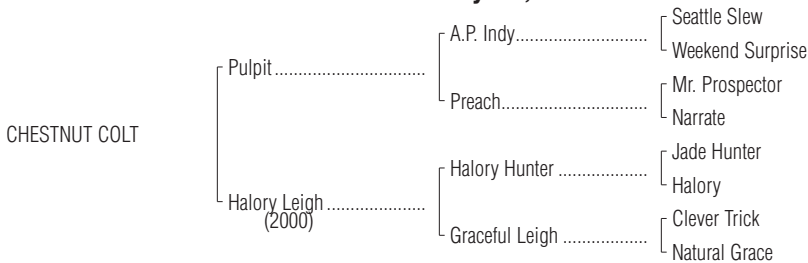 Seattle Slew
A.P. Indy..............................
Weekend Surprise
Pulpit..................................
Mr. Prospector
Preach.................................
Narrate
CHESTNUT COLT
Jade Hunter
Halory Hunter ....................
Halory
Halory Leigh ......................
(2000)
Clever Trick
Graceful Leigh ...................
Natural Grace